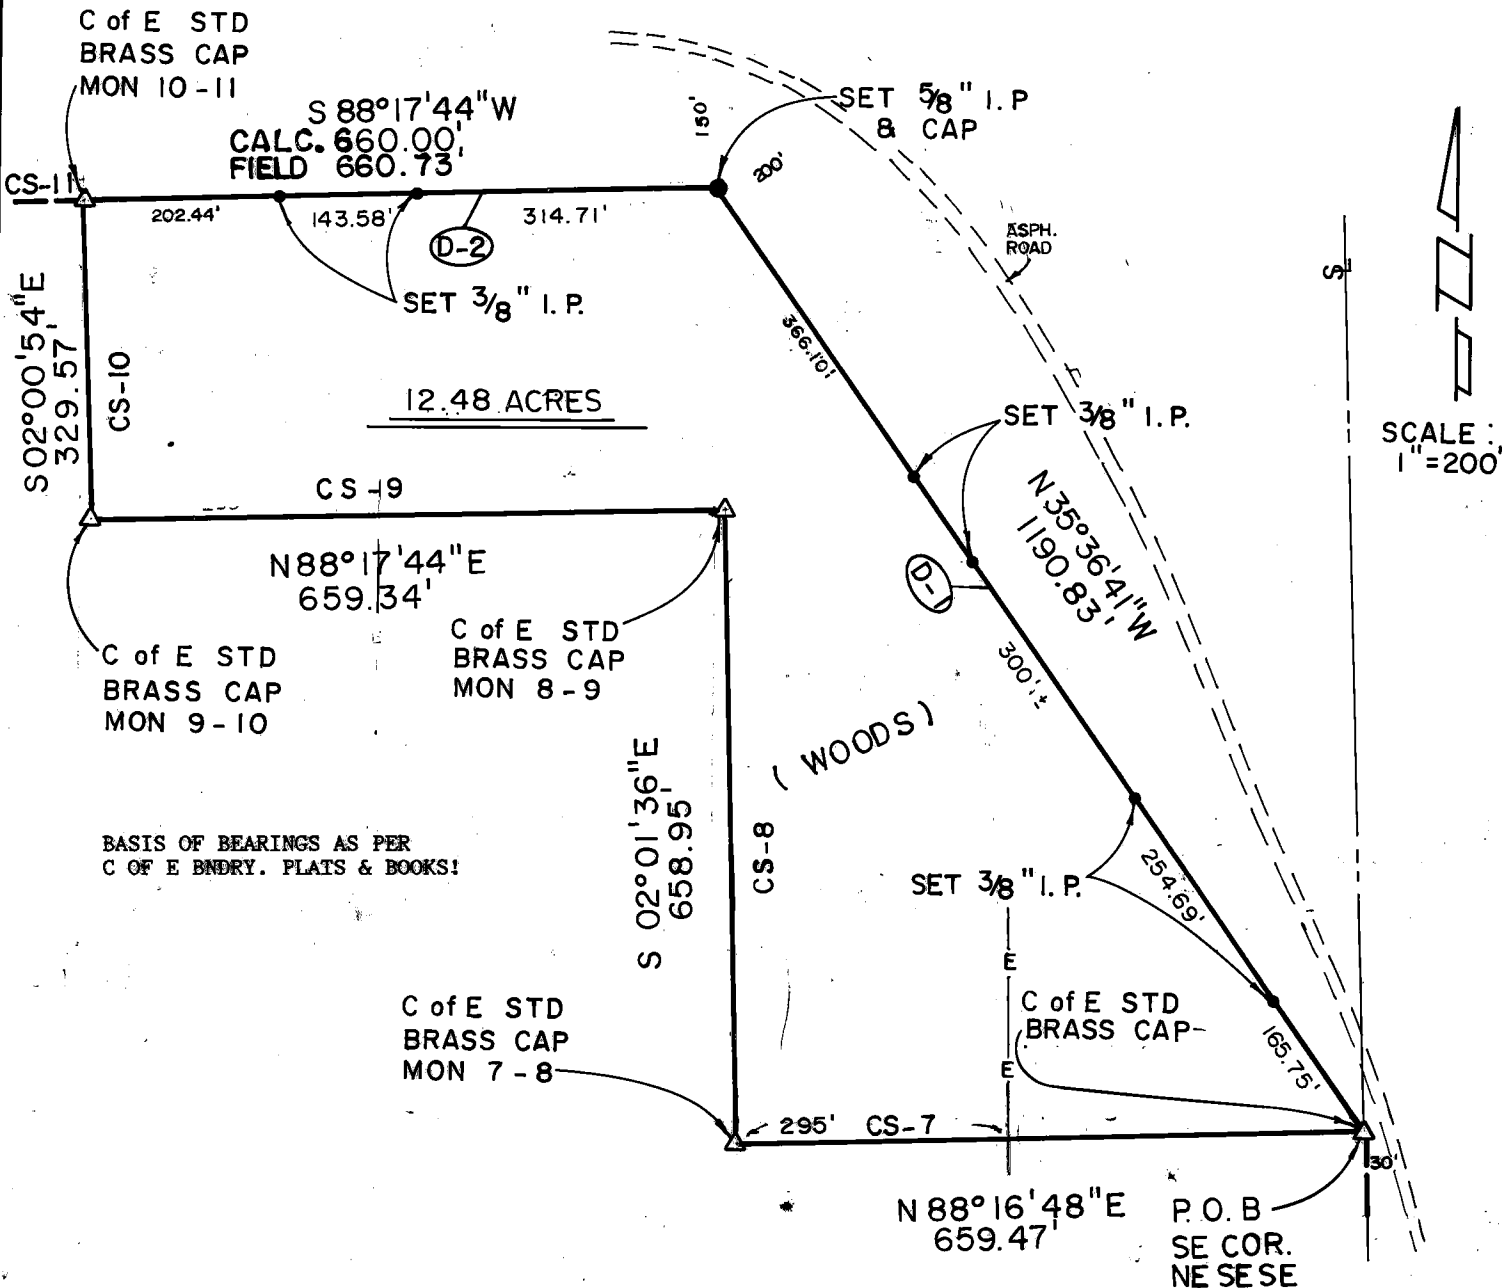 C of E STD
BRASS CAP
MON 10-11
S 88°17'44"W
CALC. 660.00'
FIELD 660.73'
150'
SET 5/8" I.P
& CAP
200'
CS-11
202.44'
143.58'
314.71'
D-2
SET 3/8" I.P.
ASPH.
ROAD
S 02°00'54"E
329.57'
CS-10
12.48 ACRES
366.10'
SET 3/8" I.P.
SCALE:
1"=200'
CS-9
N88°17'44"E
659.34'
N35°36'41"W
1190.83'
D-1
C of E STD
BRASS CAP
MON 9-10
C of E STD
BRASS CAP
MON 8-9
300'±
(WOODS)
S 02°01'36"E
658.95'
CS-8
BASIS OF BEARINGS AS PER
C OF E BNDRY. PLATS & BOOKS!
SET 3/8" I.P.
254.69'
E
E
C of E STD
BRASS CAP
165.75'
C of E STD
BRASS CAP
MON 7-8
295'
CS-7
30'
N 88°16'48"E
659.47'
P.O.B
SE COR.
NE SE SE